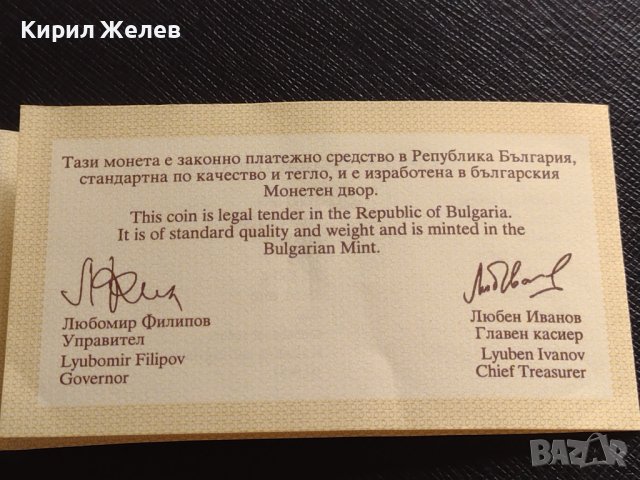 Кирил Желев
Тази монета е законно платежно средство в Република България,
стандартна по качество и тегло, и е изработена в българския
Монетен двор.
This coin is legal tender in the Republic of Bulgaria.
It is of standard quality and weight and is minted in the
Bulgarian Mint.
Любомир Филипов
Управител
Lyubomir Filipov
Governor
Любен Иванов
Главен касиер
Lyuben Ivanov
Chief Treasurer
BAZAR